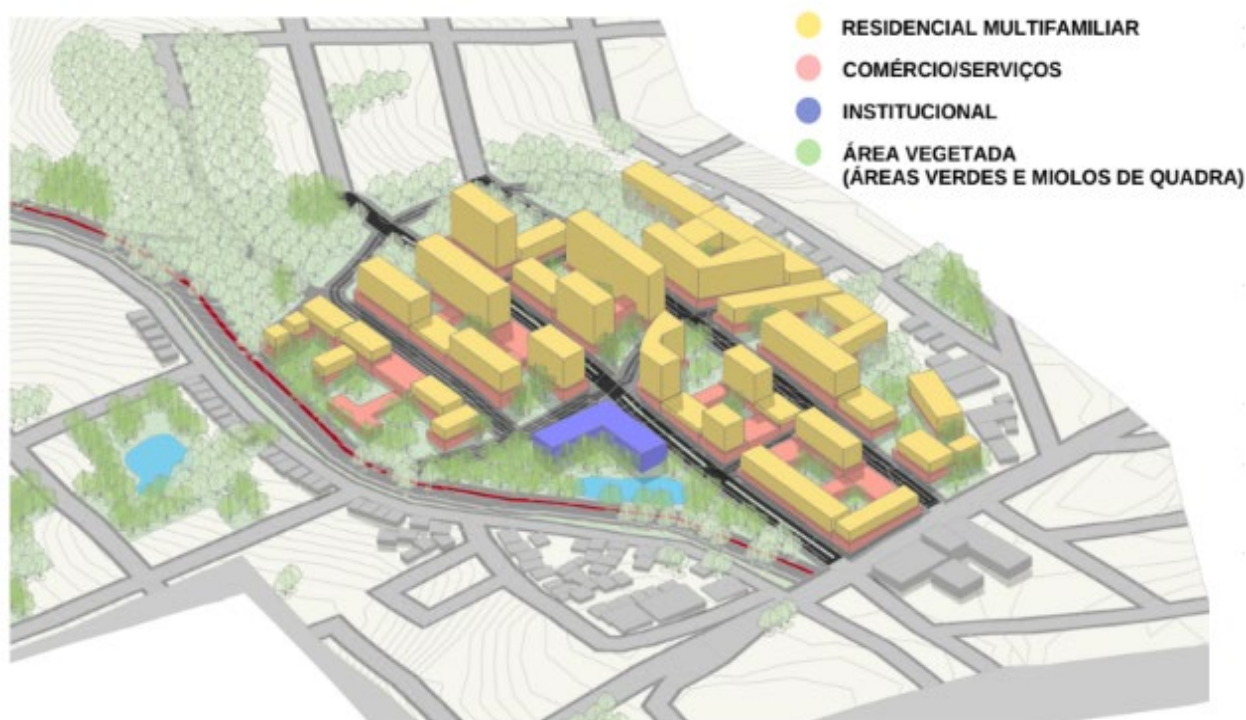 RESIDENCIAL MULTIFAMILIAR
COMÉRCIO/SERVIÇOS
INSTITUCIONAL
ÁREA VEGETADA
(ÁREAS VERDES E MIOLOS DE QUADRA)